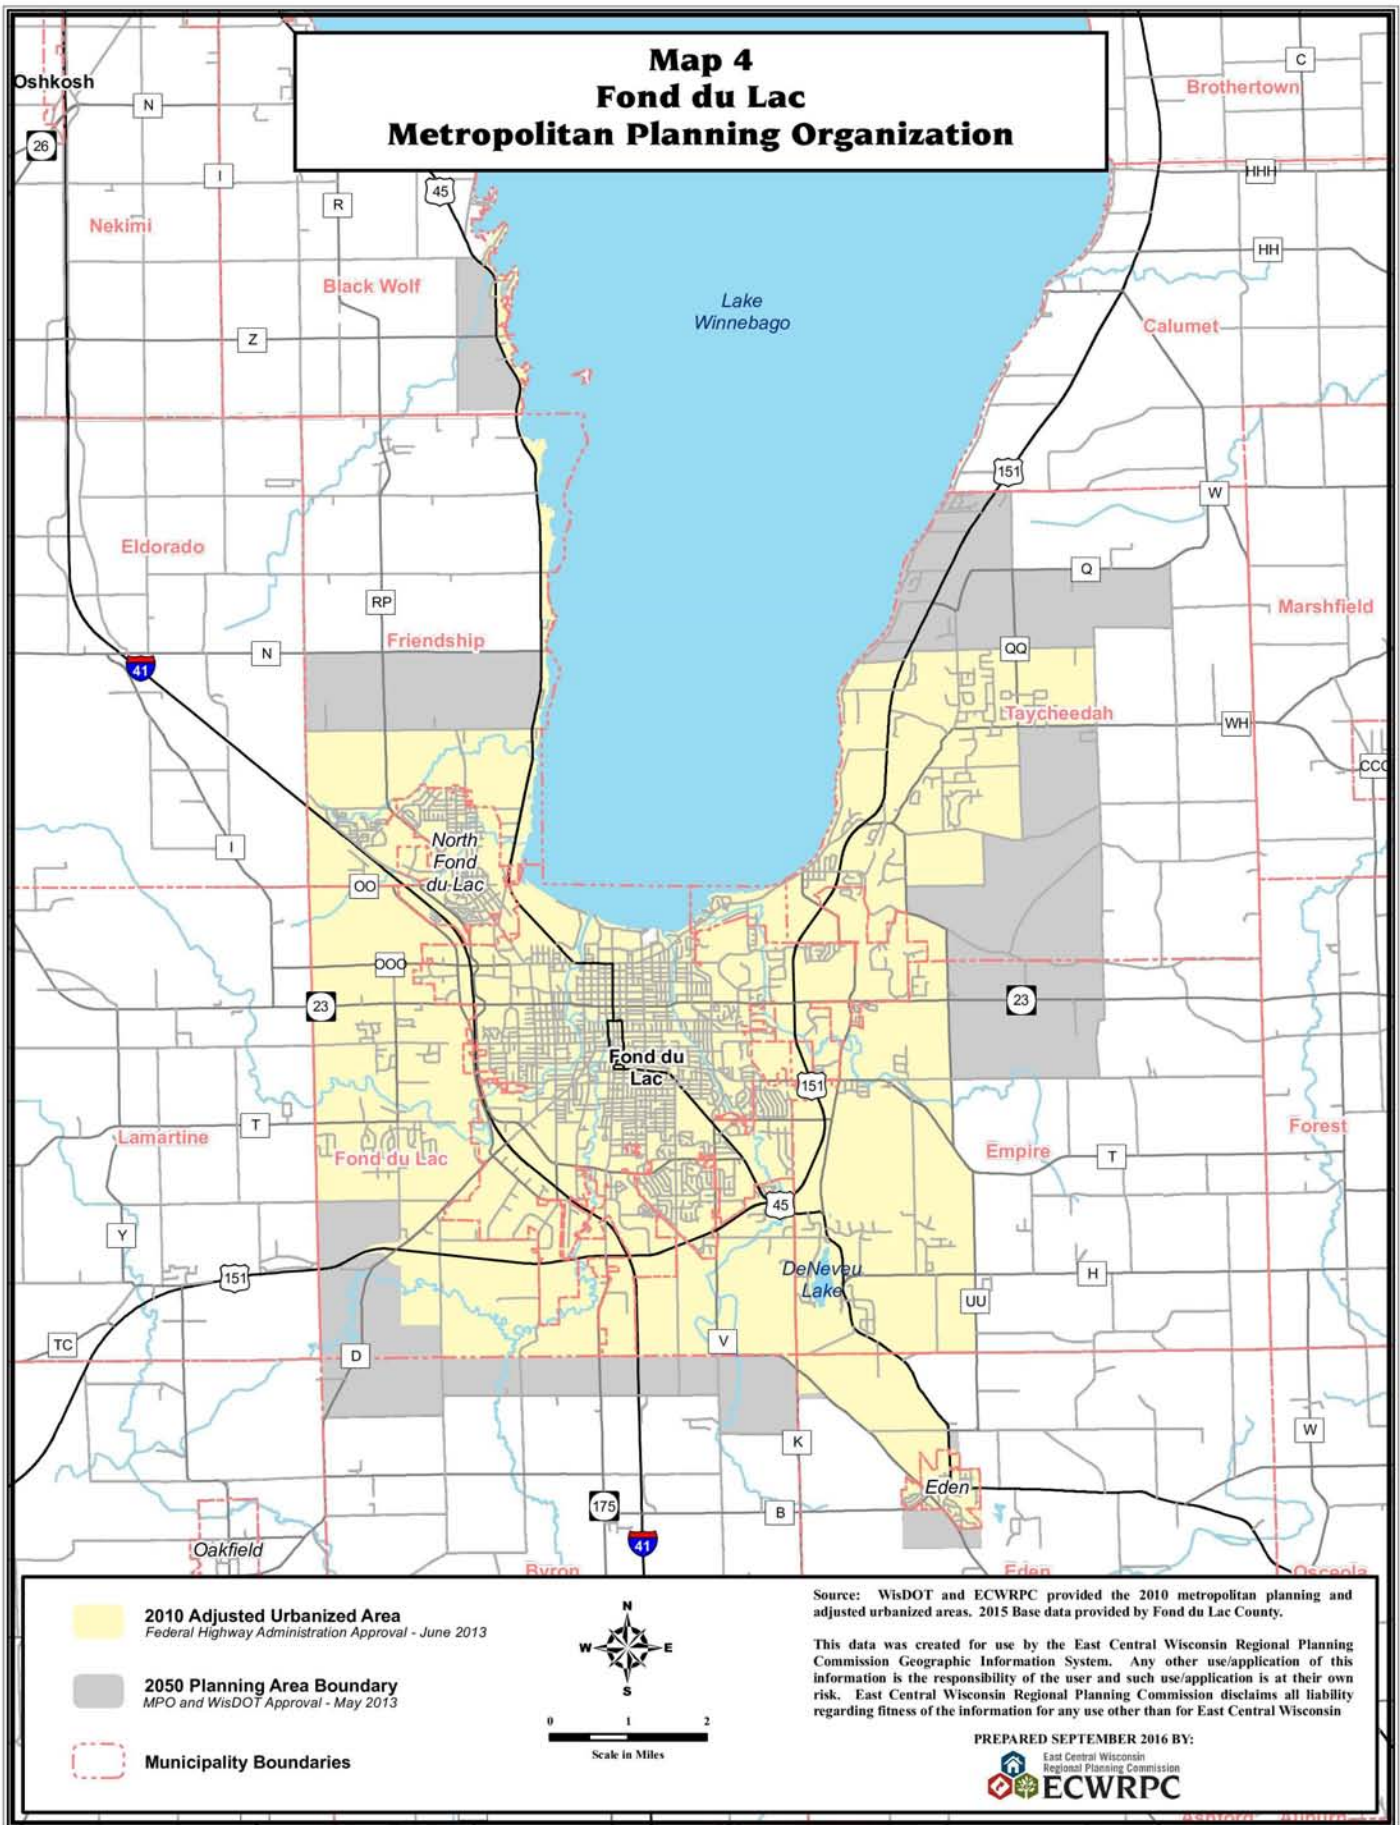 Map 4
Fond du Lac
Metropolitan Planning Organization
Oshkosh
N
26
I
R
45
C
Brothertown
HHH
HH
Nekimi
Black Wolf
Z
Lake
Winnebago
Calumet
151
W
Eldorado
RP
Q
Marshfield
Friendship
N
41
QQ
Taycheedah
WH
CCC
North
Fond
du Lac
I
OO
OOO
23
23
Fond du
Lac
151
Lamartine
T
Fond du Lac
Empire
T
Forest
45
Y
151
DeNeveu
Lake
H
UU
TC
D
V
K
W
Eden
175
B
41
Oakfield
Byron
Eden
Osceola
2010 Adjusted Urbanized Area
Federal Highway Administration Approval - June 2013
2050 Planning Area Boundary
MPO and WisDOT Approval - May 2013
Municipality Boundaries
N
W
E
S
0 1 2
Scale in Miles
Source: WisDOT and ECWRPC provided the 2010 metropolitan planning and
adjusted urbanized areas. 2015 Base data provided by Fond du Lac County.
This data was created for use by the East Central Wisconsin Regional Planning
Commission Geographic Information System. Any other use/application of this
information is the responsibility of the user and such use/application is at their own
risk. East Central Wisconsin Regional Planning Commission disclaims all liability
regarding fitness of the information for any use other than for East Central Wisconsin
PREPARED SEPTEMBER 2016 BY:
East Central Wisconsin
Regional Planning Commission
ECWRPC